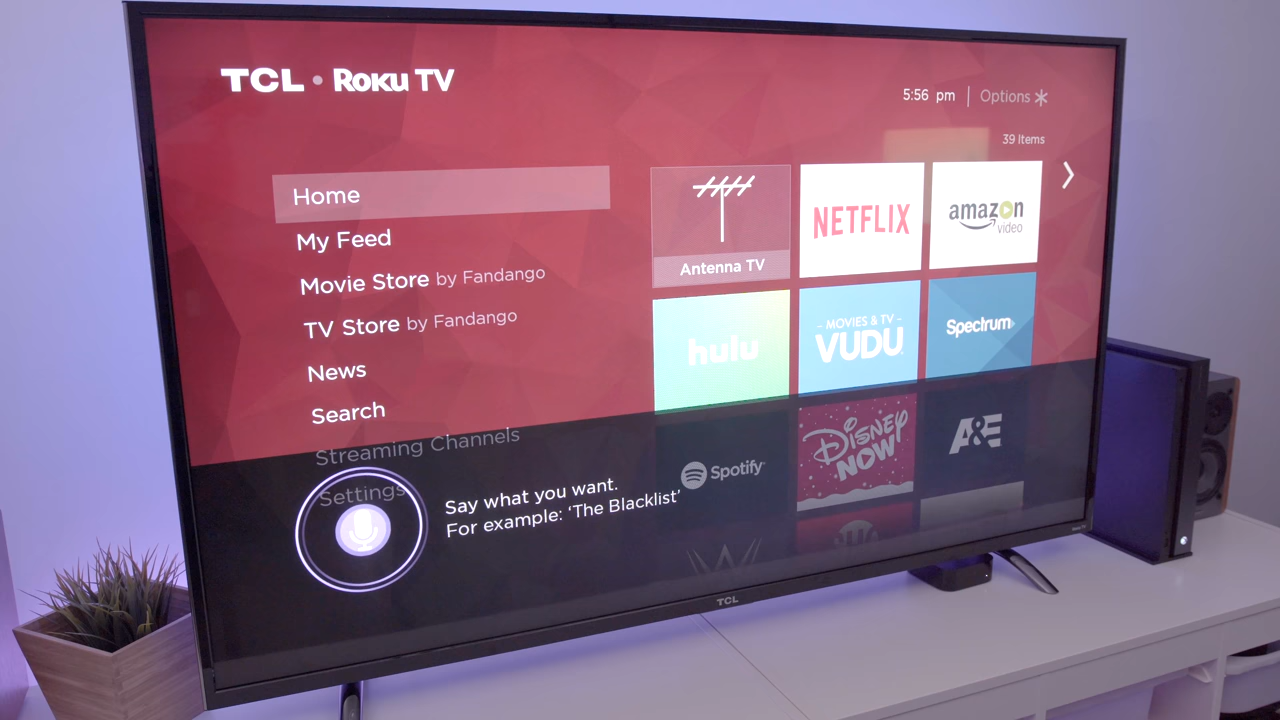 TCL • Roku TV
5:56 pm | Options
39 Items
Home
My Feed
Movie Store by Fandango
TV Store by Fandango
News
Search
Streaming Channels
Settings
Antenna TV
NETFLIX
amazon video
hulu
- MOVIES & TV -
VUDU
Spectrum
Spotify
DISNEY
NOW
A&E
Say what you want.
For example: 'The Blacklist'
TCL